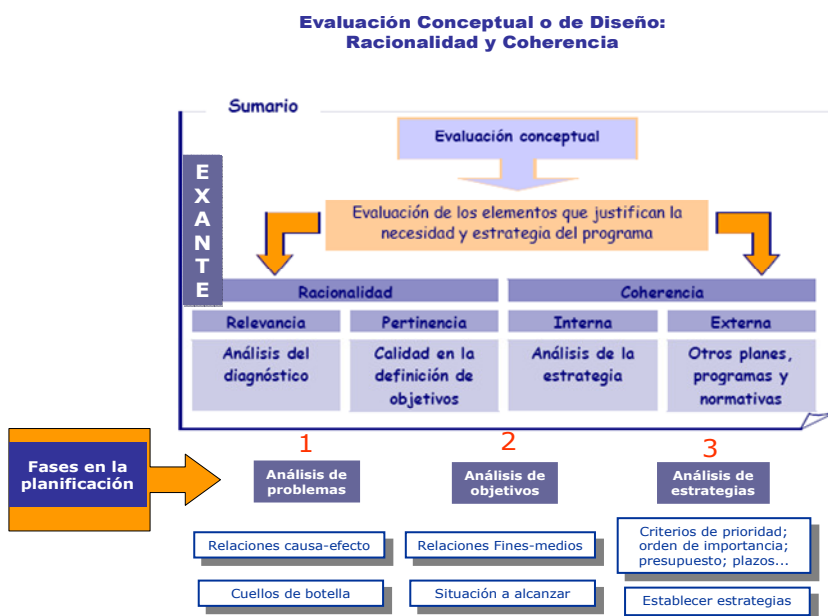 Evaluación Conceptual o de Diseño:
Racionalidad y Coherencia
Sumario
Evaluación conceptual
EXANTE
Evaluación de los elementos que justifican la
necesidad y estrategia del programa
Racionalidad
Coherencia
Relevancia
Pertinencia
Interna
Externa
Análisis del
diagnóstico
Calidad en la
definición de
objetivos
Análisis de la
estrategia
Otros planes,
programas y
normativas
Fases en la
planificación
1
2
3
Análisis de
problemas
Análisis de
objetivos
Análisis de
estrategias
Relaciones causa-efecto
Relaciones Fines-medios
Criterios de prioridad;
orden de importancia;
presupuesto; plazos...
Cuellos de botella
Situación a alcanzar
Establecer estrategias